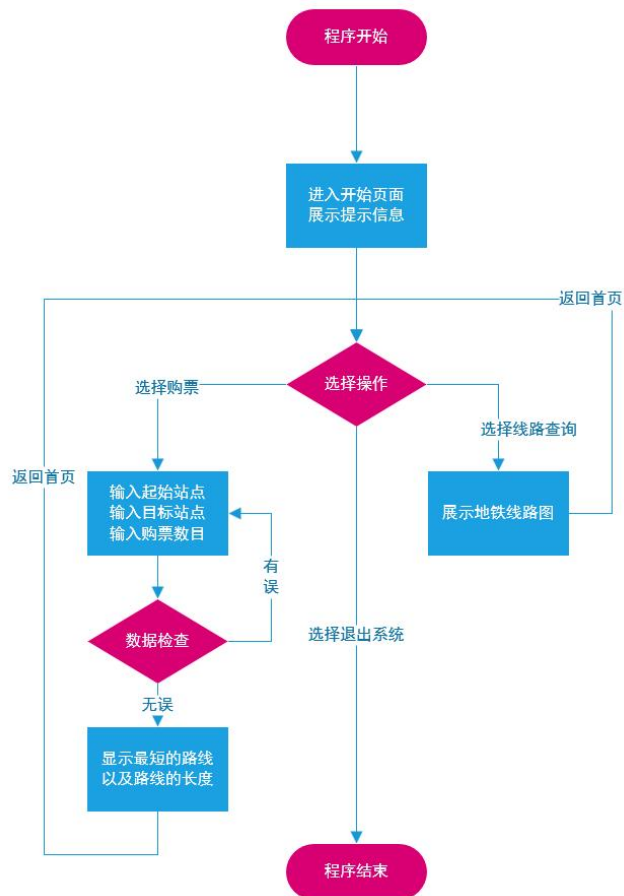 程序开始
进入开始页面
展示提示信息
返回首页
选择操作
选择购票
选择线路查询
返回首页
输入起始站点
输入目标站点
输入购票数目
展示地铁线路图
有
误
数据检查
选择退出系统
无误
显示最短的路线
以及路线的长度
程序结束